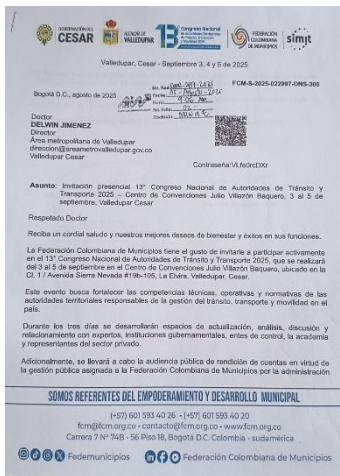 GOBERNACIÓN DEL
CESAR
ALCALDÍA DE
VALLEDUPAR
13 Congreso Nacional
de Autoridades de Tránsito
FEDERACIÓN
COLOMBIANA
DE MUNICIPIOS
simit
Valledupar, Cesar - Septiembre 3, 4 y 5 de 2025
FCM-S-2025-022997-DNS-300
Bogotá D.C., agosto de 2025
9:06 AM
Doctor
DELWIN JIMENEZ
Director
Área metropolitana de Valledupar
direccion@areametrovalledupar.gov.co
Valledupar Cesar
Contraseña:VLfe0rcDXr
Asunto: Invitación presencial 13° Congreso Nacional de Autoridades de Tránsito y
Transporte 2025 – Centro de Convenciones Julio Villazón Baquero, 3 al 5 de
septiembre, Valledupar Cesar
Respetado Doctor
Reciba un cordial saludo y nuestros mejores deseos de bienestar y éxitos en sus funciones.
La Federación Colombiana de Municipios tiene el gusto de invitarle a participar activamente
en el 13° Congreso Nacional de Autoridades de Tránsito y Transporte 2025, que se realizará
del 3 al 5 de septiembre, en el Centro de Convenciones Julio Villazón Baquero, ubicado en la
Cl. 1 / Avenida Sierra Nevada #19b-105, La Elvira, Valledupar, Cesar.
Este evento busca fortalecer las competencias técnicas, operativas y normativas de las
autoridades territoriales responsables de la gestión del tránsito, transporte y movilidad en el
país.
Durante los tres días se desarrollarán espacios de actualización, análisis, discusión y
relacionamiento con expertos, instituciones gubernamentales, entes de control, la academia
y representantes del sector privado.
Adicionalmente, se llevará a cabo la audiencia pública de rendición de cuentas en virtud de
la gestión pública asignada a la Federación Colombiana de Municipios por la administración
SOMOS REFERENTES DEL EMPODERAMIENTO Y DESARROLLO MUNICIPAL
(+57) 601 593 40 26 - (+57) 601 593 40 20
fcm@fcm.org.co - contacto@fcm.org.co - www.fcm.org.co
Carrera 7 N° 74B - 56 Piso 18, Bogotá D.C. Colombia - sudamérica
Fedemunicipios Federación Colombiana de Municipios